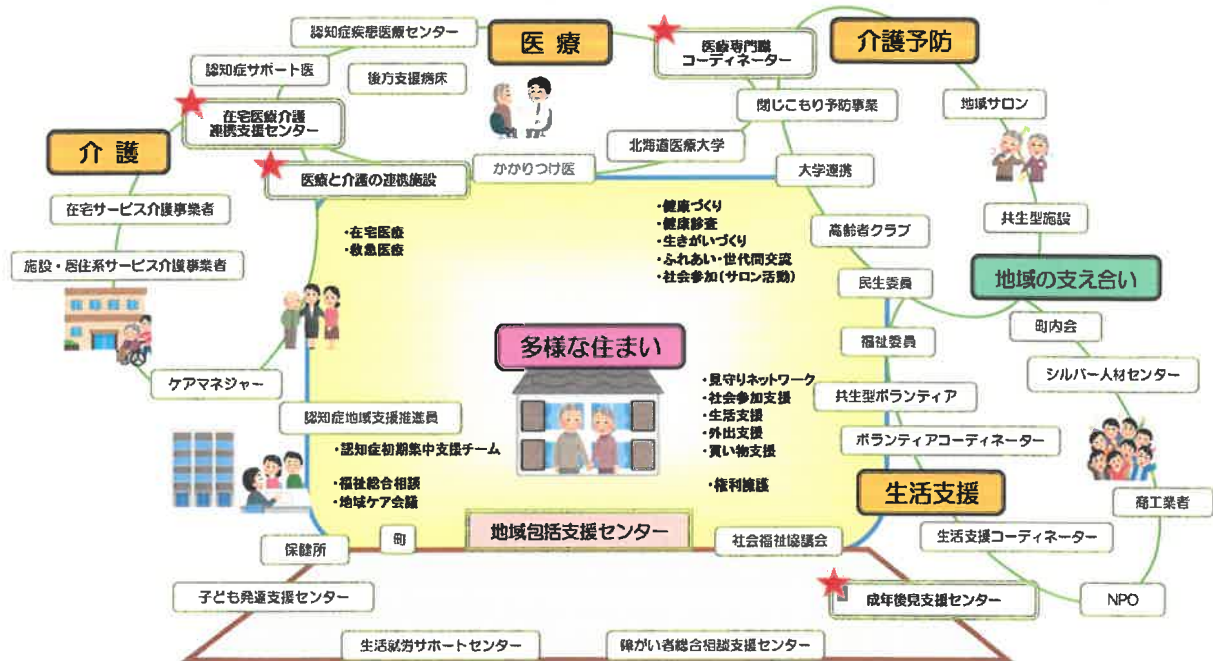 認知症疾患医療センター
医療
医療専門職
コーディネーター
介護予防
認知症サポート医
後方支援病床
閉じこもり予防事業
地域サロン
在宅医療介護
連携支援センター
北海道医療大学
介護
医療と介護の連携施設
かかりつけ医
大学連携
在宅サービス介護事業者
・在宅医療
・救急医療
・健康づくり
・健康診査
・生きがいづくり
・ふれあい・世代間交流
・社会参加(サロン活動)
高齢者クラブ
共生型施設
施設・居住系サービス介護事業者
民生委員
地域の支え合い
町内会
福祉委員
多様な住まい
シルバー人材センター
ケアマネジャー
・見守りネットワーク
・社会参加支援
・生活支援
・外出支援
・買い物支援
・権利擁護
共生型ボランティア
認知症地域支援推進員
・認知症初期集中支援チーム
・福祉総合相談
・地域ケア会議
ボランティアコーディネーター
生活支援
商工業者
地域包括支援センター
保健所
町
社会福祉協議会
生活支援コーディネーター
子ども発達支援センター
成年後見支援センター
NPO
生活就労サポートセンター
障がい者総合相談支援センター